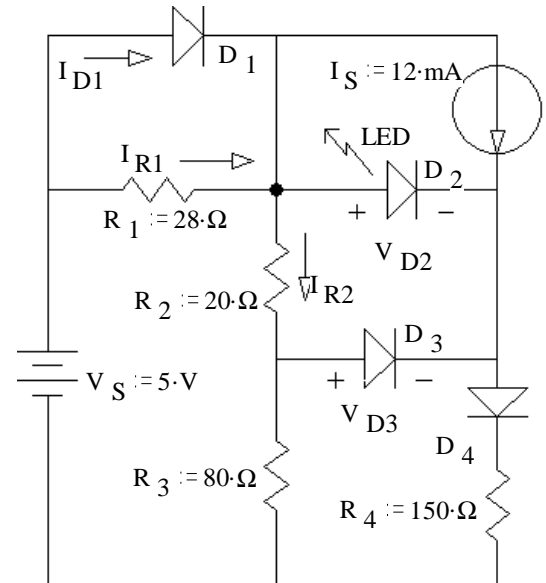 D 1
I D1
I S := 12·mA
LED
I R1
D 2
R 1 := 28·Ω
+ −
V D2
I R2
R 2 := 20·Ω
D 3
V S := 5·V
+ −
V D3
D 4
R 3 := 80·Ω
R 4 := 150·Ω